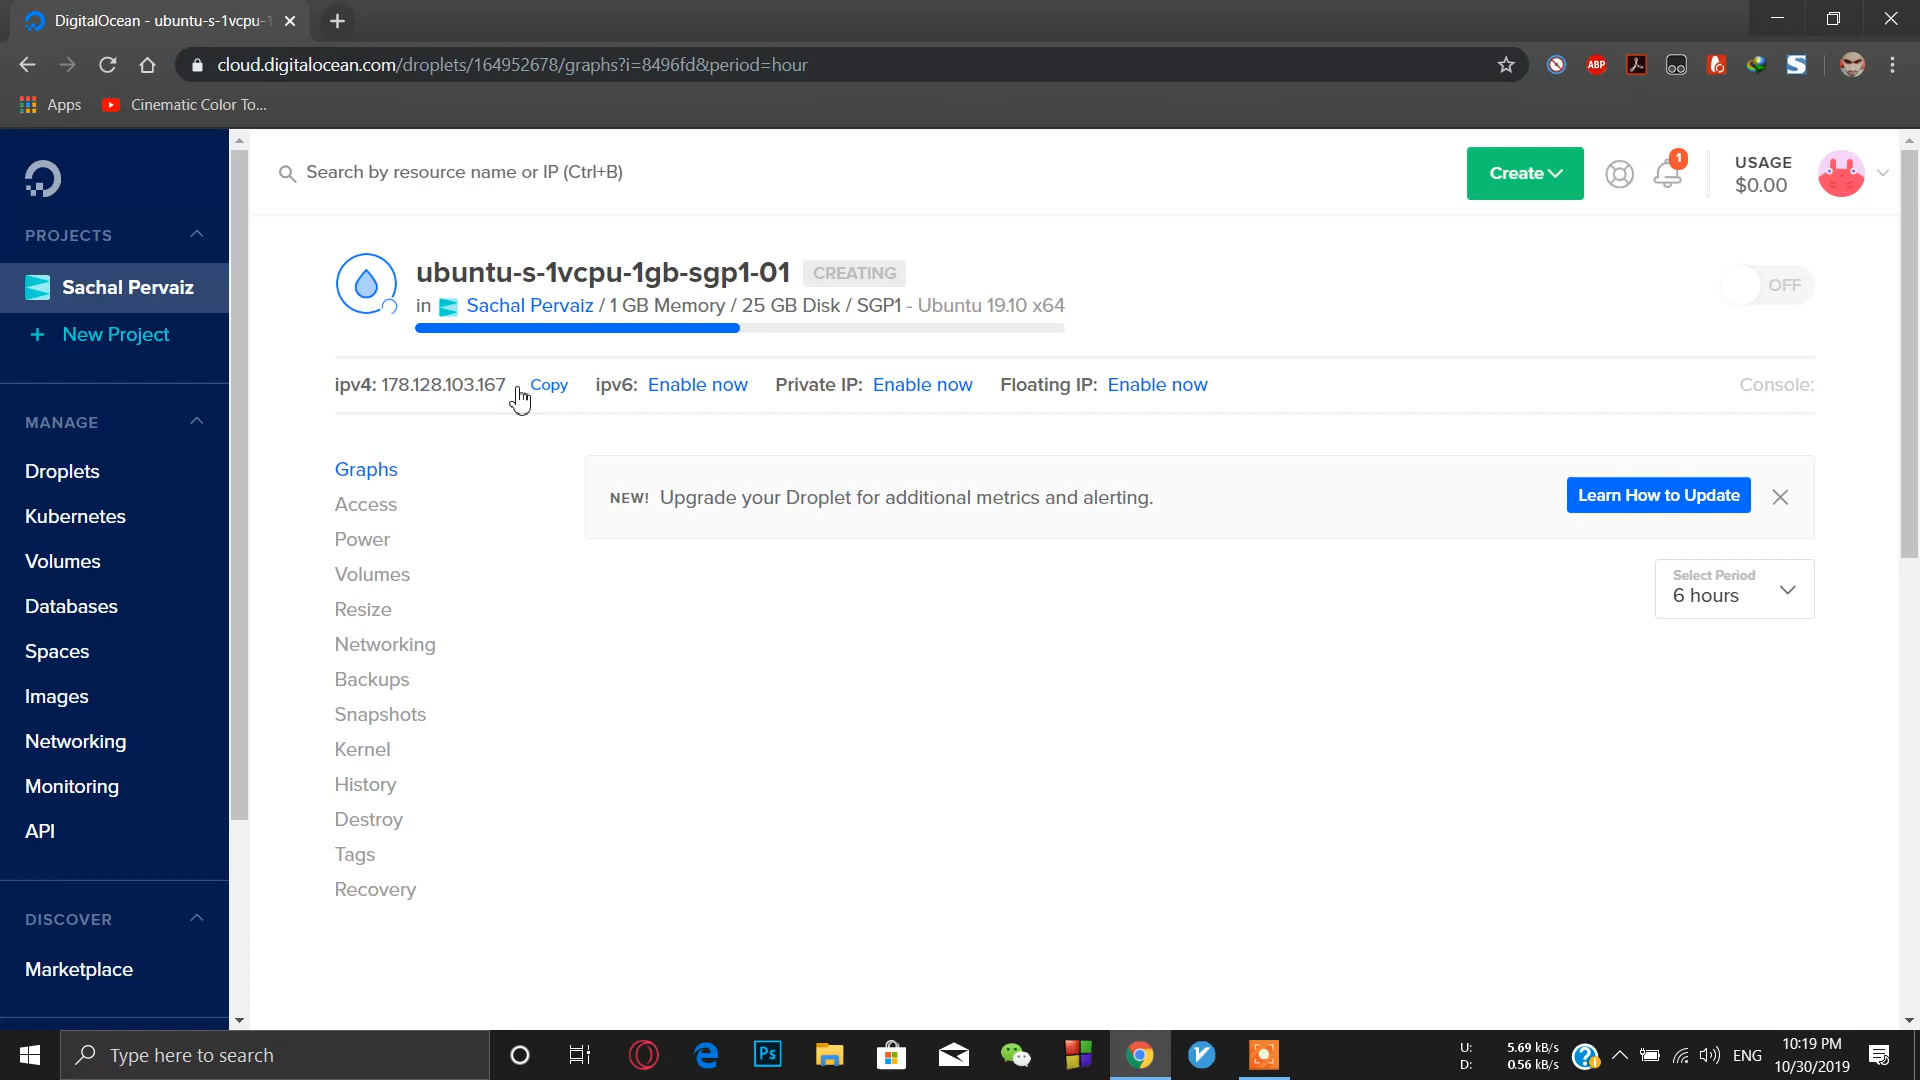 DigitalOcean - ubuntu-s-1vcpu-1
cloud.digitalocean.com/droplets/164952678/graphs?i=8496fd&period=hour
ABP
Apps
Cinematic Color To...
Search by resource name or IP (Ctrl+B)
Create
1
USAGE
$0.00
PROJECTS
Sachal Pervaiz
+ New Project
MANAGE
Droplets
Kubernetes
Volumes
Databases
Spaces
Images
Networking
Monitoring
API
DISCOVER
Marketplace
ubuntu-s-1vcpu-1gb-sgp1-01 CREATING
OFF
in Sachal Pervaiz / 1 GB Memory / 25 GB Disk / SGP1 - Ubuntu 19.10 x64
ipv4: 178.128.103.167 Copy ipv6: Enable now Private IP: Enable now Floating IP: Enable now Console:
Graphs
Access
Power
Volumes
Resize
Networking
Backups
Snapshots
Kernel
History
Destroy
Tags
Recovery
NEW! Upgrade your Droplet for additional metrics and alerting.
Learn How to Update
Select Period
6 hours
Type here to search
Ps
U: 5.69 kB/s
D: 0.56 kB/s
ENG
10:19 PM
10/30/2019